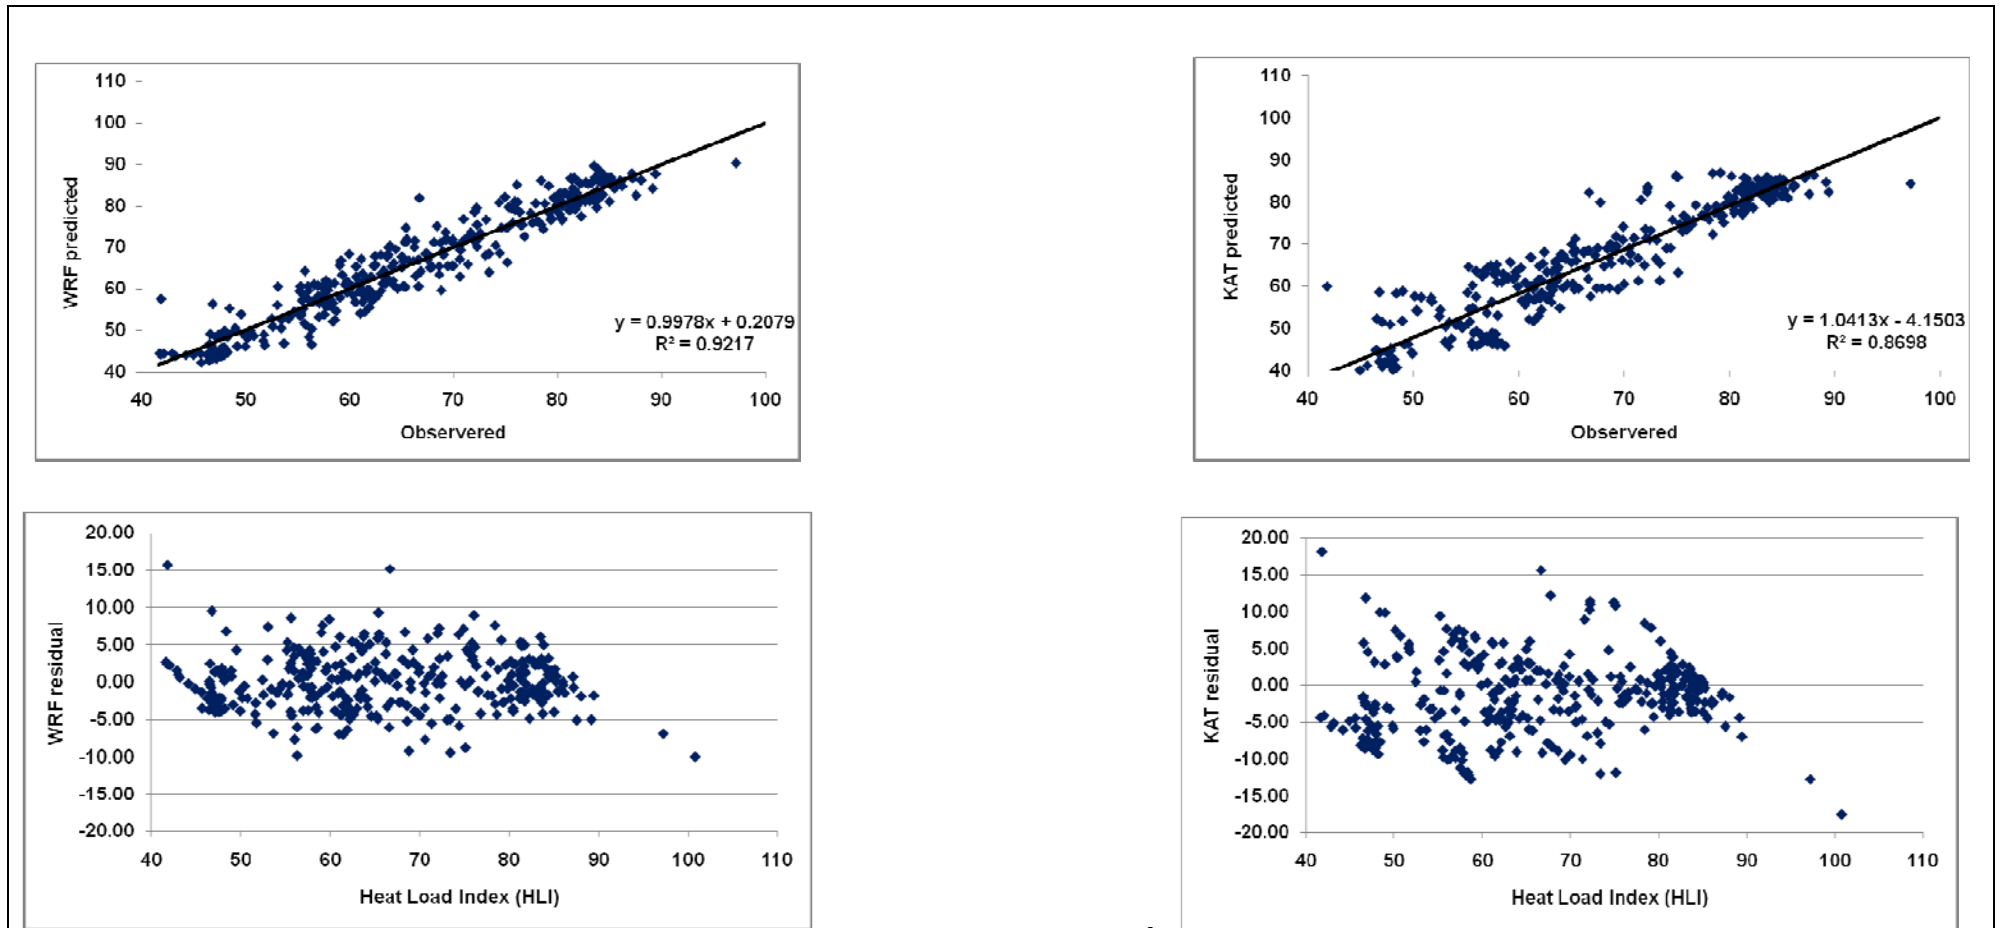 110
100
90
80
70
60
50
40
WRF predicted
y = 0.9978x + 0.2079
R² = 0.9217
40 50 60 70 80 90 100
Observered
110
100
90
80
70
60
50
40
KAT predicted
y = 1.0413x - 4.1503
R² = 0.8698
40 50 60 70 80 90 100
Observered
20.00
15.00
10.00
5.00
0.00
-5.00
-10.00
-15.00
-20.00
WRF residual
40 50 60 70 80 90 100 110
Heat Load Index (HLI)
20.00
15.00
10.00
5.00
0.00
-5.00
-10.00
-15.00
-20.00
KAT residual
40 50 60 70 80 90 100 110
Heat Load Index (HLI)